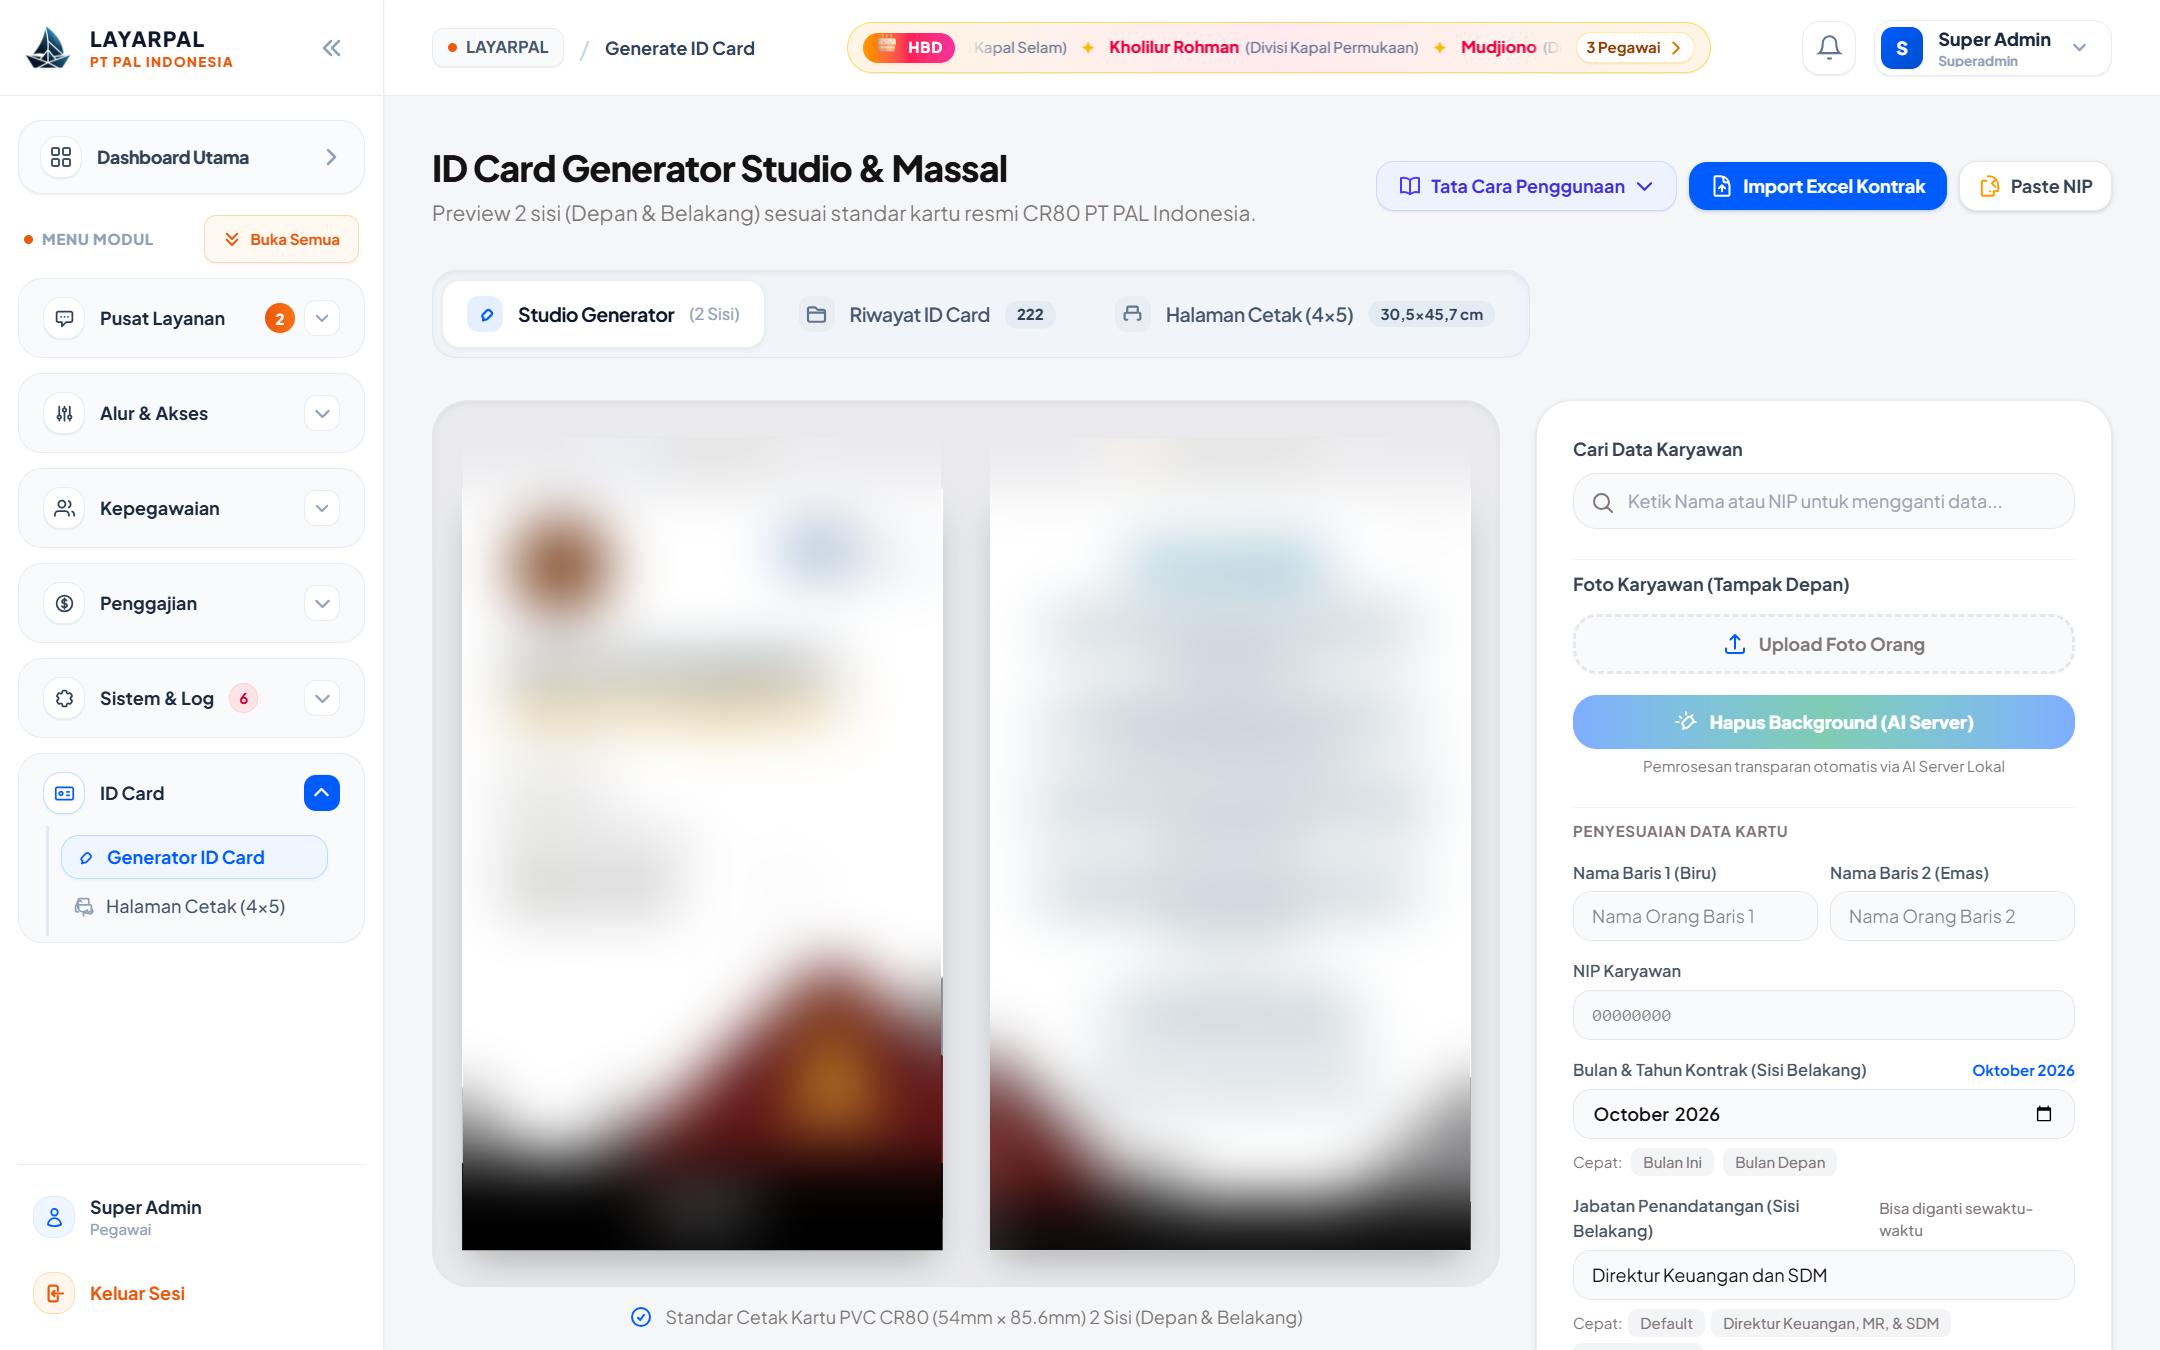 LAYARPAL
PT PAL INDONESIA
LAYARPAL / Generate ID Card
HBD
Kapal Selam) ✦ Kholilur Rohman (Divisi Kapal Permukaan) ✦ Mudjiono
3 Pegawai
S
Super Admin
Superadmin
Dashboard Utama
MENU MODUL
Buka Semua
Pusat Layanan 2
Alur & Akses
Kepegawaian
Penggajian
Sistem & Log 6
ID Card
Generator ID Card
Halaman Cetak (4×5)
Super Admin
Pegawai
Keluar Sesi
ID Card Generator Studio & Massal
Preview 2 sisi (Depan & Belakang) sesuai standar kartu resmi CR80 PT PAL Indonesia.
Tata Cara Penggunaan
Import Excel Kontrak
Paste NIP
Studio Generator (2 Sisi)
Riwayat ID Card 222
Halaman Cetak (4×5) 30,5×45,7 cm
Standar Cetak Kartu PVC CR80 (54mm × 85.6mm) 2 Sisi (Depan & Belakang)
Cari Data Karyawan
Ketik Nama atau NIP untuk mengganti data...
Foto Karyawan (Tampak Depan)
Upload Foto Orang
Hapus Background (AI Server)
Pemrosesan transparan otomatis via AI Server Lokal
PENYESUAIAN DATA KARTU
Nama Baris 1 (Biru) Nama Baris 2 (Emas)
Nama Orang Baris 1 Nama Orang Baris 2
NIP Karyawan
00000000
Bulan & Tahun Kontrak (Sisi Belakang) Oktober 2026
October 2026
Cepat: Bulan Ini Bulan Depan
Jabatan Penandatangan (Sisi Belakang)
Bisa diganti sewaktu-waktu
Direktur Keuangan dan SDM
Cepat: Default Direktur Keuangan, MR, & SDM